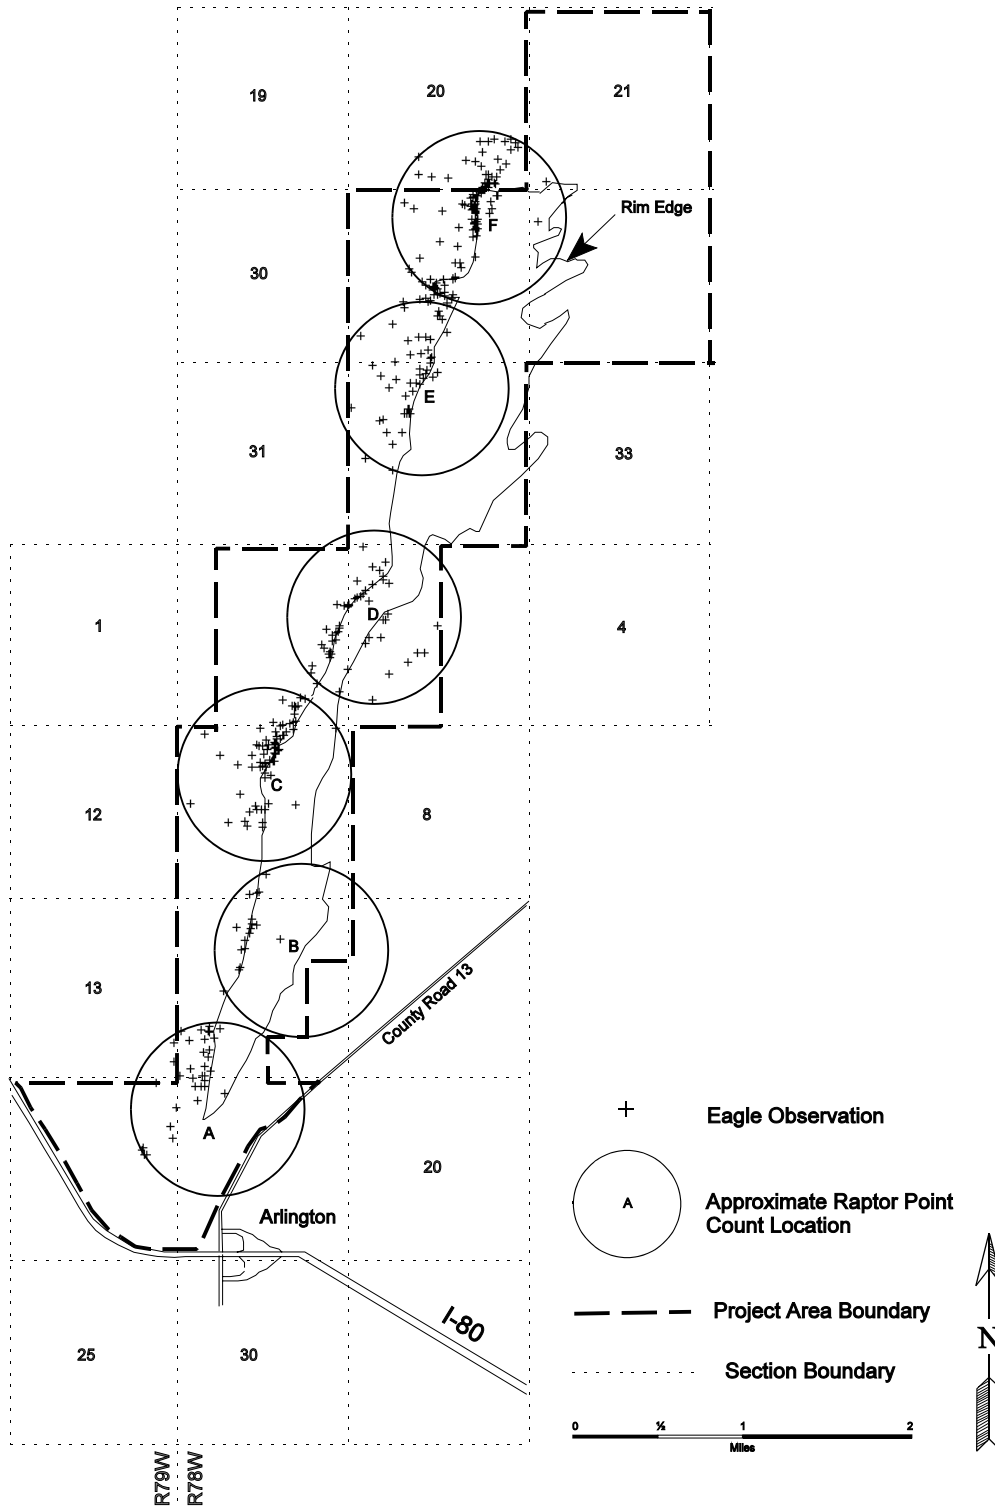 19
20
21
Rim Edge
F
30
E
31
33
D
1
4
C
12
8
B
13
County Road 13
A
20
Arlington
I-80
25
30
Eagle Observation
A
Approximate Raptor Point
Count Location
Project Area Boundary
Section Boundary
0 ½ 1 2
Miles
N
R79W
R78W